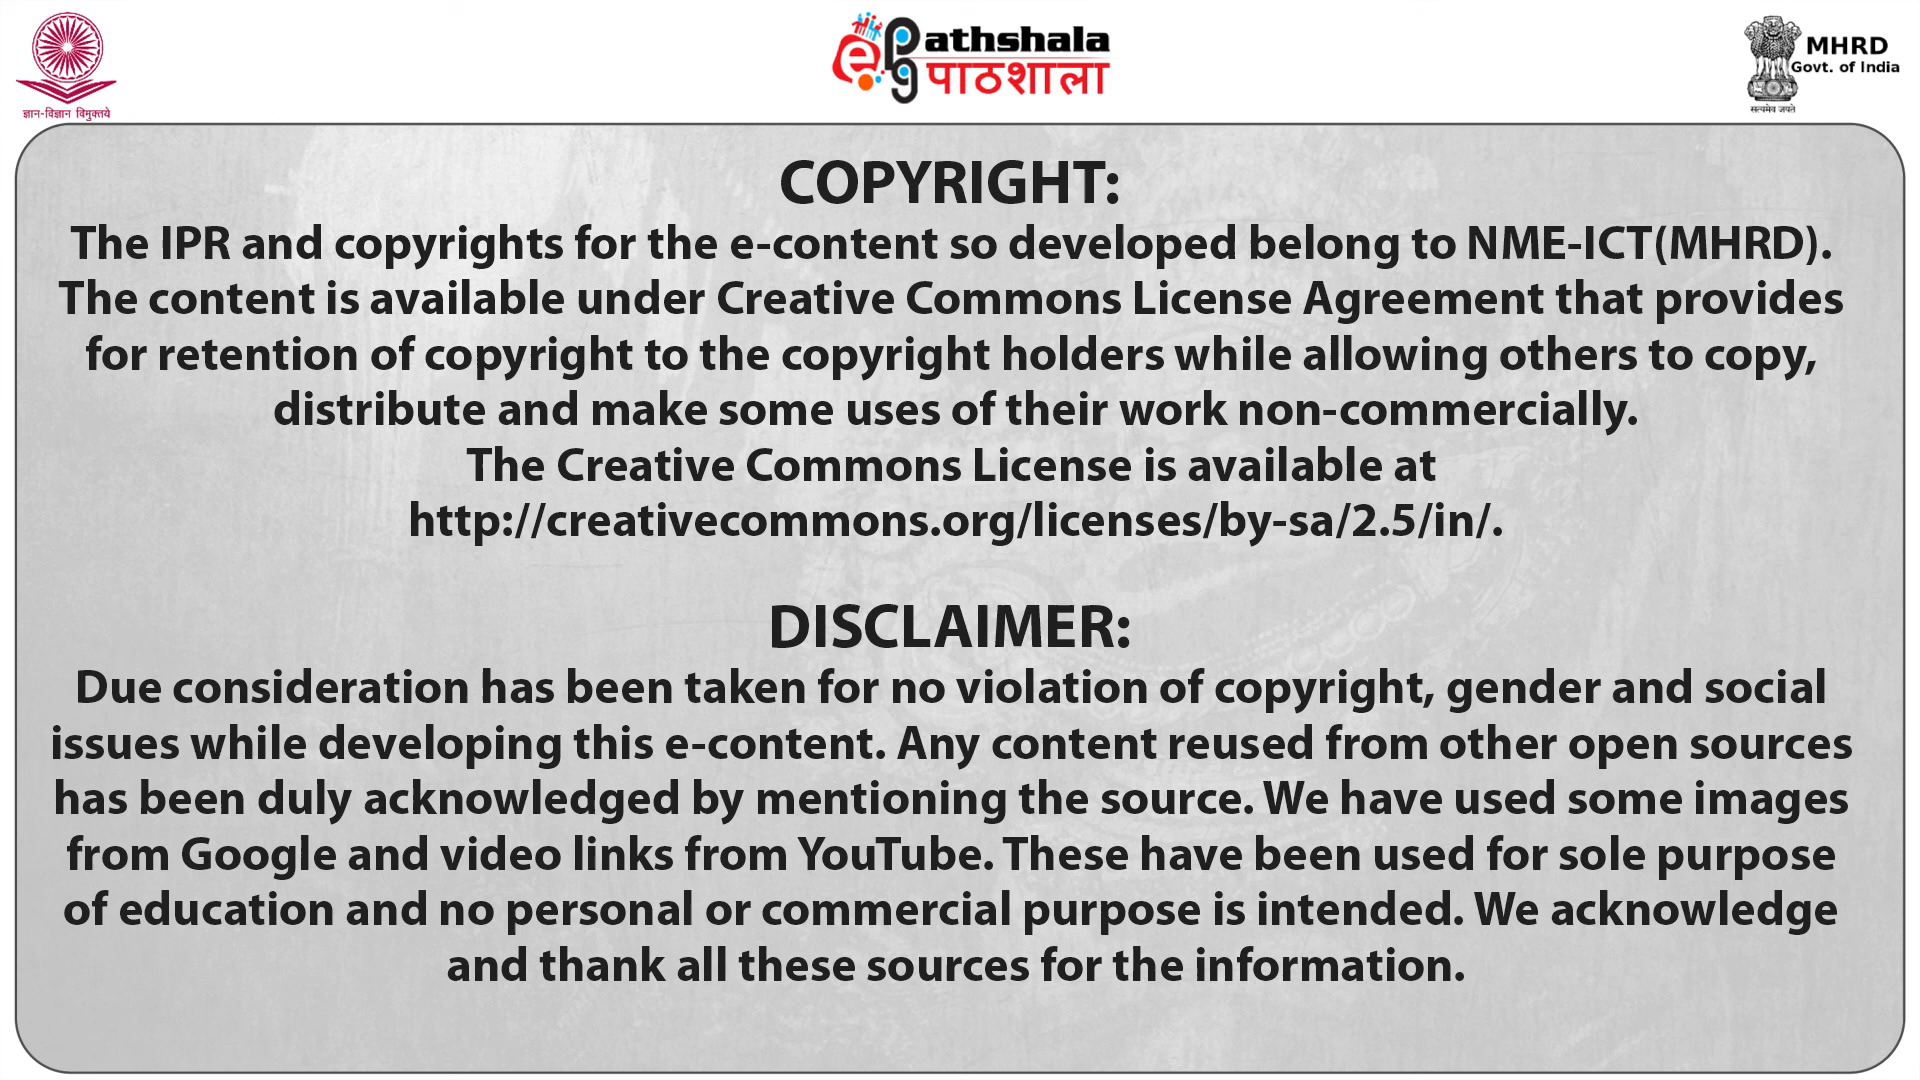 ज्ञान-विज्ञान विमुक्तये
e PG Pathshala
पाठशाला
MHRD
Govt. of India
सत्यमेव जयते
COPYRIGHT:
The IPR and copyrights for the e-content so developed belong to NME-ICT(MHRD).
The content is available under Creative Commons License Agreement that provides
for retention of copyright to the copyright holders while allowing others to copy,
distribute and make some uses of their work non-commercially.
The Creative Commons License is available at
http://creativecommons.org/licenses/by-sa/2.5/in/.
DISCLAIMER:
Due consideration has been taken for no violation of copyright, gender and social
issues while developing this e-content. Any content reused from other open sources
has been duly acknowledged by mentioning the source. We have used some images
from Google and video links from YouTube. These have been used for sole purpose
of education and no personal or commercial purpose is intended. We acknowledge
and thank all these sources for the information.